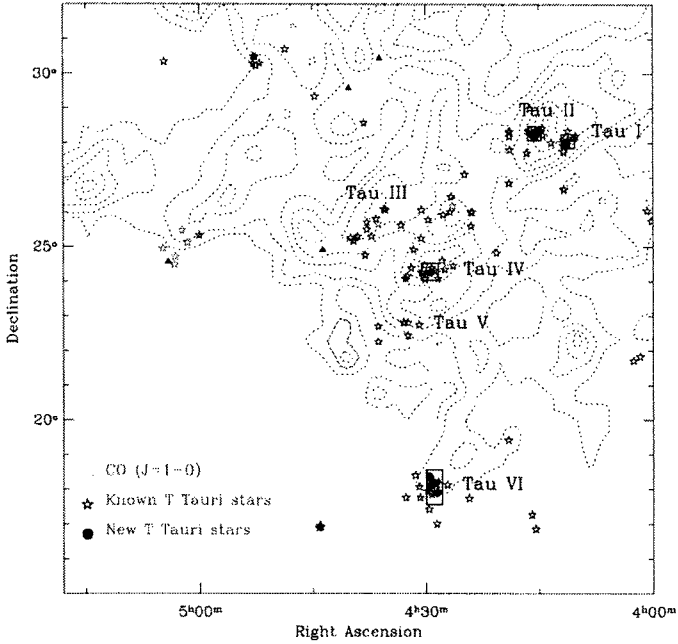 30°
25°
20°
Declination
Tau II
Tau I
Tau III
Tau IV
Tau V
Tau VI
CO (J=1-0)
Known T Tauri stars
New T Tauri stars
5ʰ00ᵐ
4ʰ30ᵐ
4ʰ00ᵐ
Right Ascension